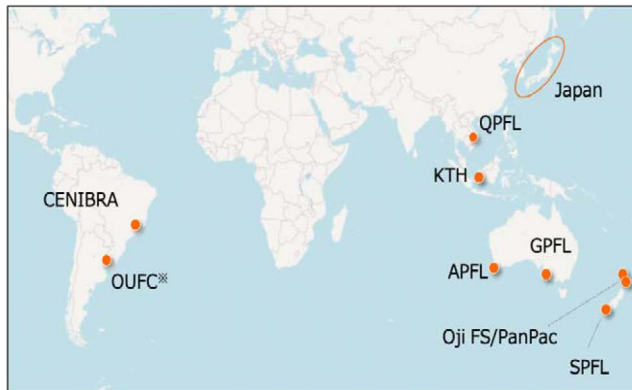 Japan
QPFL
KTH
CENIBRA
GPFL
APFL
OUFC※
Oji FS/PanPac
SPFL